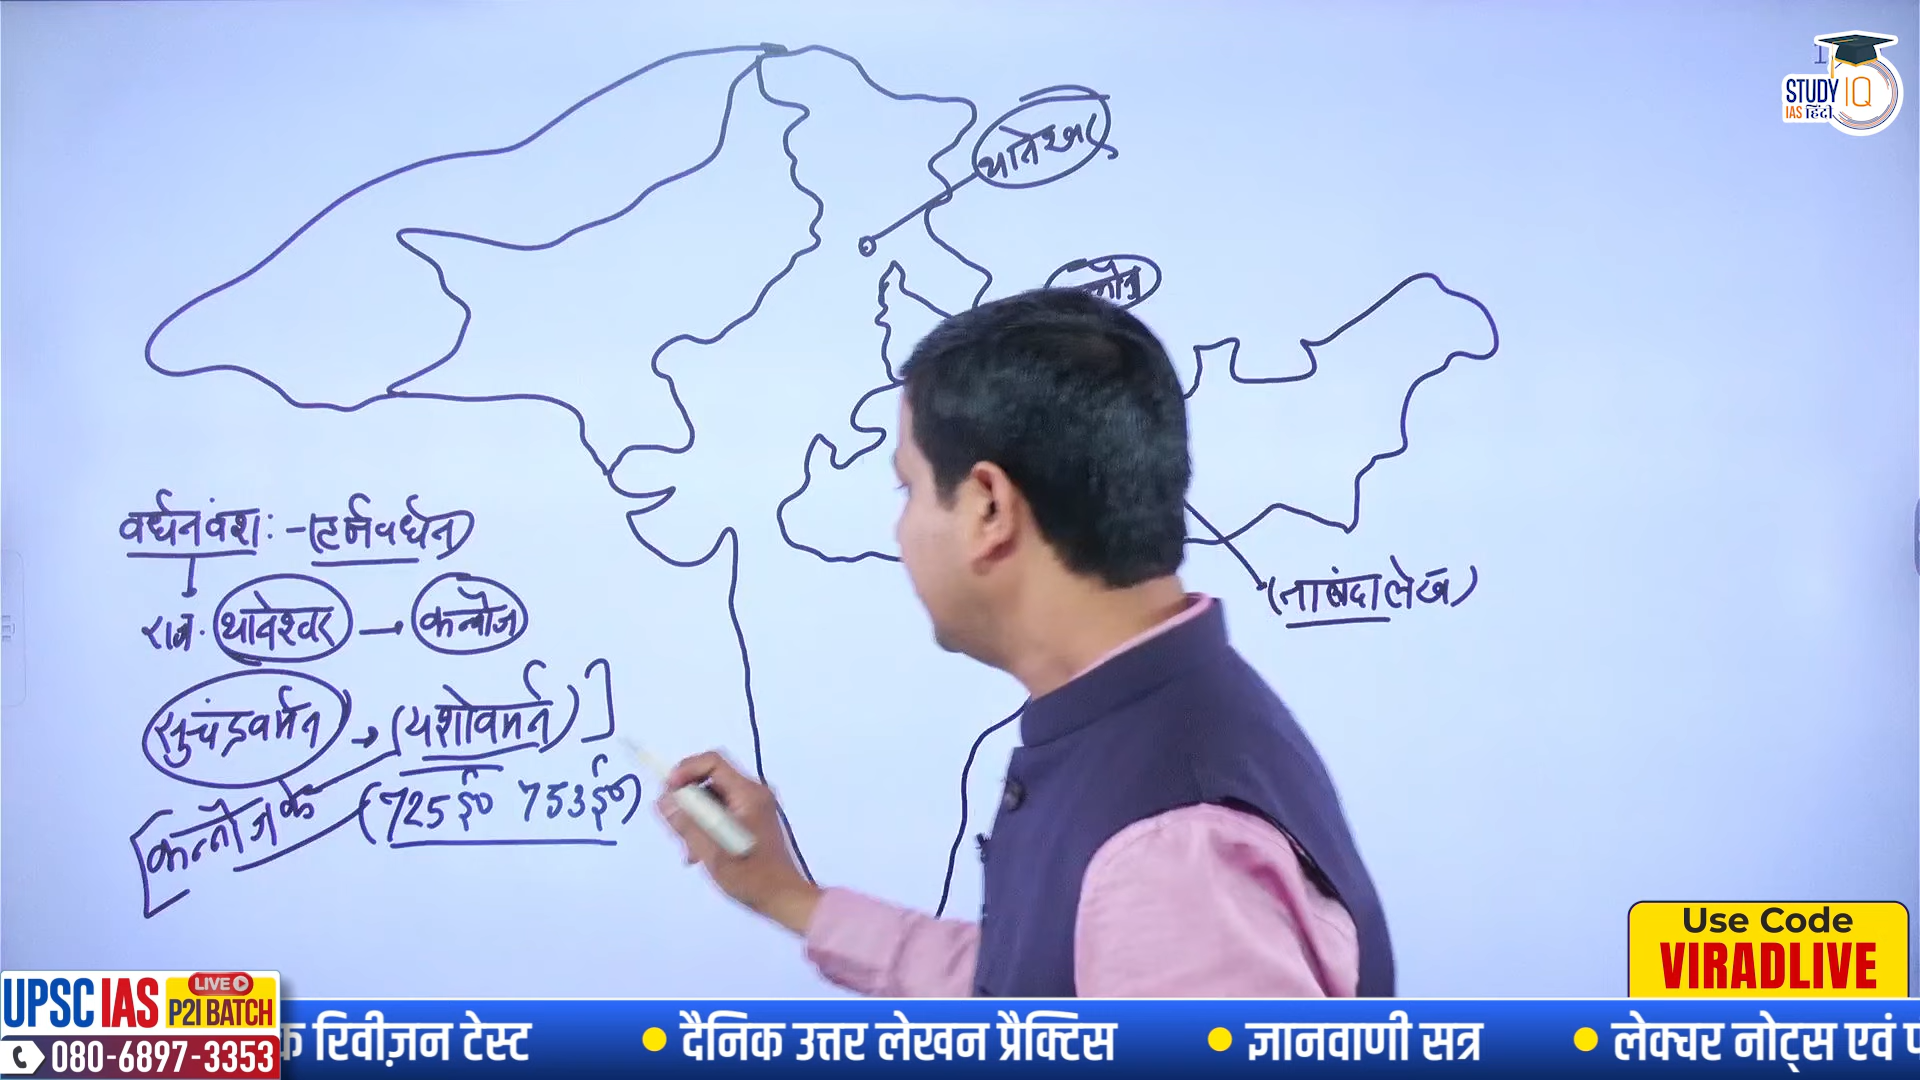 STUDY IQ
IAS हिंदी
थानेश्वर
वर्धन वंश : - (हर्षवर्धन)
राज. थानेश्वर → कन्नौज
सुचंद्रवर्मन → (यशोवर्मन)
कन्नौज के (725 ई० 753 ई०)
(नालंदा लेख)
Use Code
VIRADLIVE
UPSC IAS LIVE
P2I BATCH
080-6897-3353
क रिवीज़न टेस्ट • दैनिक उत्तर लेखन प्रैक्टिस • ज्ञानवाणी सत्र • लेक्चर नोट्स एवं